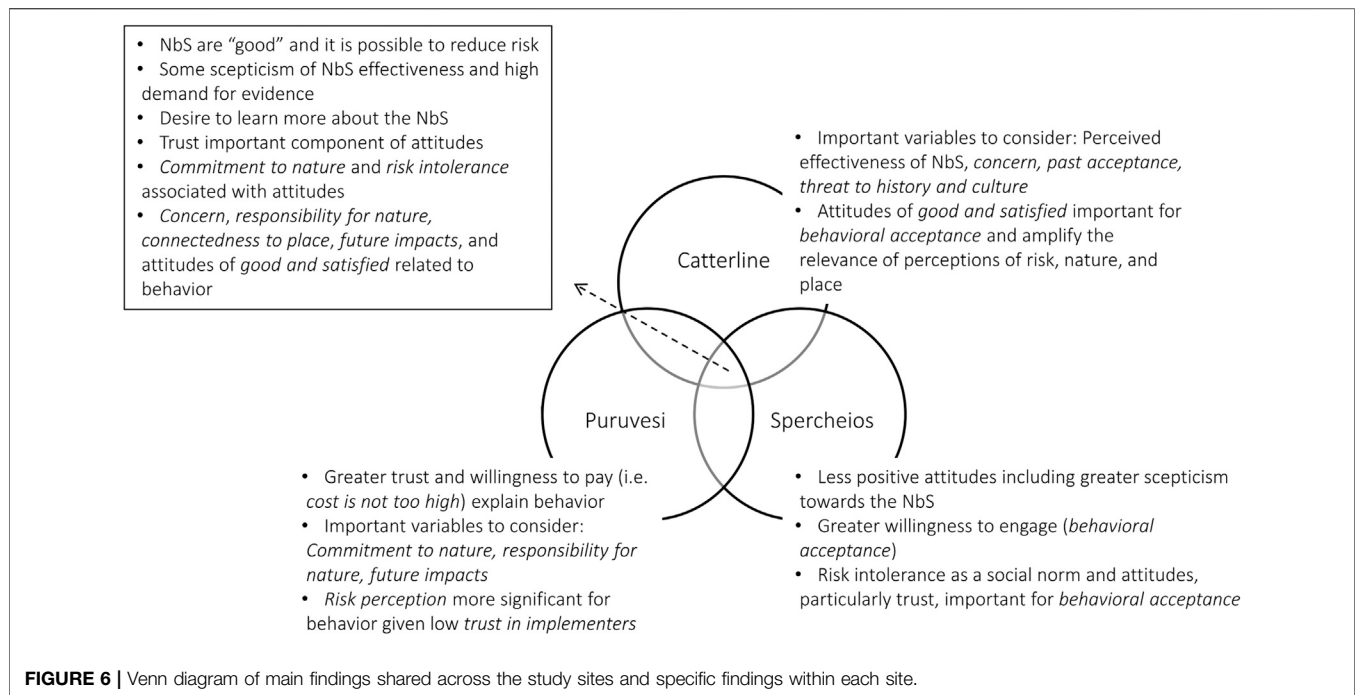 • NbS are “good” and it is possible to reduce risk
• Some scepticism of NbS effectiveness and high
demand for evidence
• Desire to learn more about the NbS
• Trust important component of attitudes
• Commitment to nature and risk intolerance
associated with attitudes
• Concern, responsibility for nature,
connectedness to place, future impacts, and
attitudes of good and satisfied related to
behavior
• Important variables to consider: Perceived
effectiveness of NbS, concern, past acceptance,
threat to history and culture
• Attitudes of good and satisfied important for
behavioral acceptance and amplify the
relevance of perceptions of risk, nature, and
place
Catterline
Puruvesi
Spercheios
• Greater trust and willingness to pay (i.e.
cost is not too high) explain behavior
• Important variables to consider:
Commitment to nature, responsibility for
nature, future impacts
• Risk perception more significant for
behavior given low trust in implementers
• Less positive attitudes including greater scepticism
towards the NbS
• Greater willingness to engage (behavioral
acceptance)
• Risk intolerance as a social norm and attitudes,
particularly trust, important for behavioral acceptance
FIGURE 6 | Venn diagram of main findings shared across the study sites and specific findings within each site.